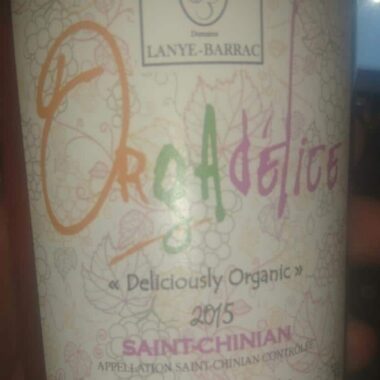 Domaine
LANYE-BARRAC
OrgAdélice
« Deliciously Organic »
2015
SAINT-CHINIAN
APPELLATION SAINT-CHINIAN CONTRÔLÉE